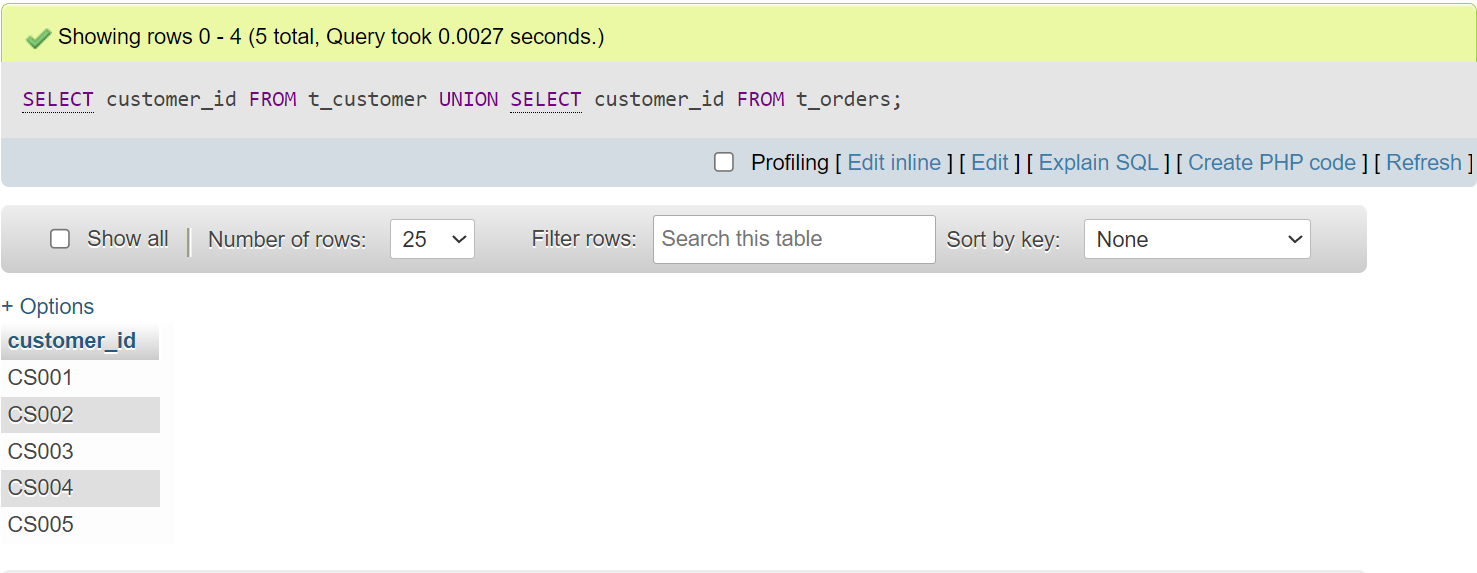 Showing rows 0 - 4 (5 total, Query took 0.0027 seconds.)
SELECT customer_id FROM t_customer UNION SELECT customer_id FROM t_orders;
Profiling [ Edit inline ] [ Edit ] [ Explain SQL ] [ Create PHP code ] [ Refresh ]
Show all | Number of rows: 25 Filter rows: Search this table Sort by key: None
+ Options
customer_id
CS001
CS002
CS003
CS004
CS005